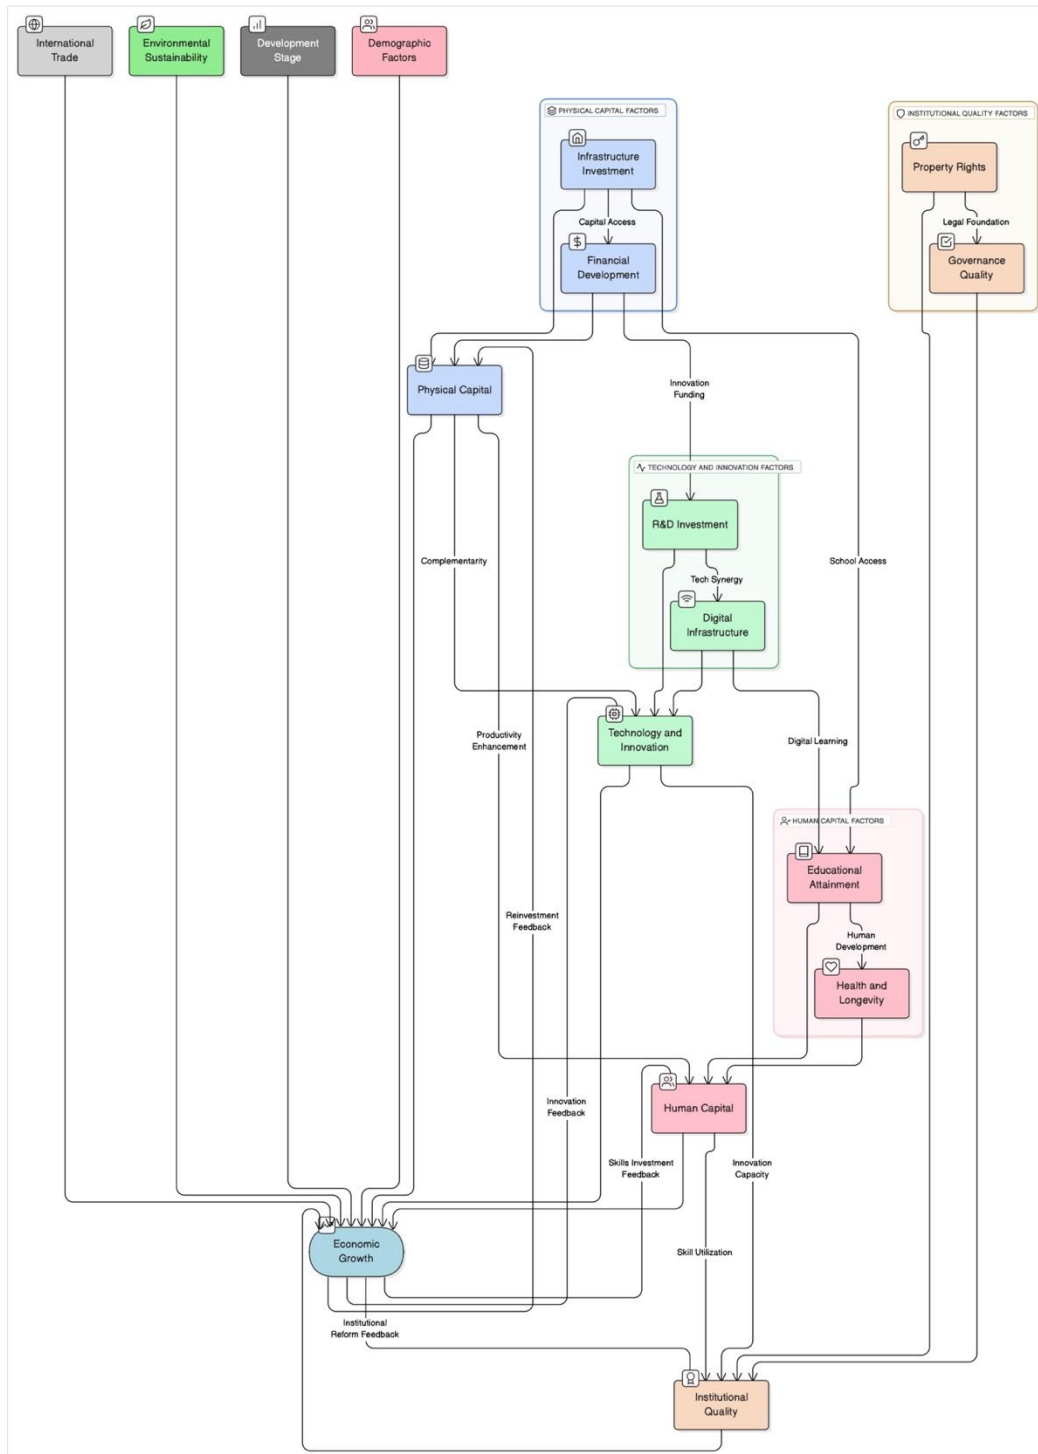 International
Trade
Environmental
Sustainability
Development
Stage
Demographic
Factors
PHYSICAL CAPITAL FACTORS
Infrastructure
Investment
Capital Access
Financial
Development
INSTITUTIONAL QUALITY FACTORS
Property Rights
Legal Foundation
Governance
Quality
Physical Capital
Innovation
Funding
TECHNOLOGY AND INNOVATION FACTORS
R&D Investment
Complementarity
School Access
Tech Synergy
Digital
Infrastructure
Technology and
Innovation
Productivity
Enhancement
Digital Learning
HUMAN CAPITAL FACTORS
Educational
Attainment
Reinvestment
Feedback
Human
Development
Health and
Longevity
Human Capital
Innovation
Feedback
Skills Investment
Feedback
Innovation
Capacity
Economic
Growth
Skill Utilization
Institutional
Reform Feedback
Institutional
Quality